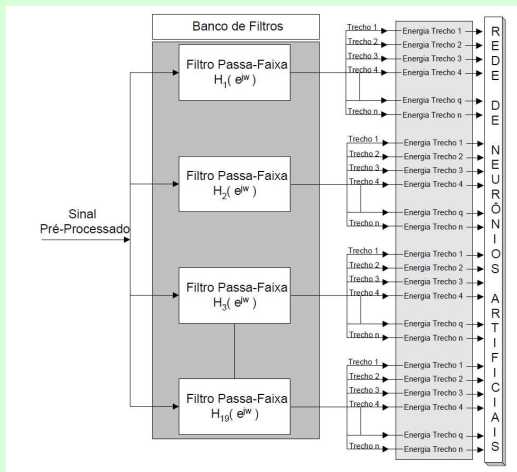 Banco de Filtros
Sinal
Pré-Processado
Filtro Passa-Faixa
H1( ejw )
Trecho 1
Trecho 2
Trecho 3
Trecho 4
Trecho n
Energia Trecho 1
Energia Trecho 2
Energia Trecho 3
Energia Trecho 4
Energia Trecho q
Energia Trecho n
Filtro Passa-Faixa
H2( ejw )
Trecho 1
Trecho 2
Trecho 3
Trecho 4
Trecho n
Energia Trecho 1
Energia Trecho 2
Energia Trecho 3
Energia Trecho 4
Energia Trecho q
Energia Trecho n
Filtro Passa-Faixa
H3( ejw )
Trecho 1
Trecho 2
Trecho 3
Trecho 4
Trecho n
Energia Trecho 1
Energia Trecho 2
Energia Trecho 3
Energia Trecho 4
Energia Trecho q
Energia Trecho n
Filtro Passa-Faixa
H19( ejw )
Trecho 1
Trecho 2
Trecho 3
Trecho 4
Trecho n
Energia Trecho 1
Energia Trecho 2
Energia Trecho 3
Energia Trecho 4
Energia Trecho q
Energia Trecho n
REDE DE NEURÔNIOS ARTIFICIAIS